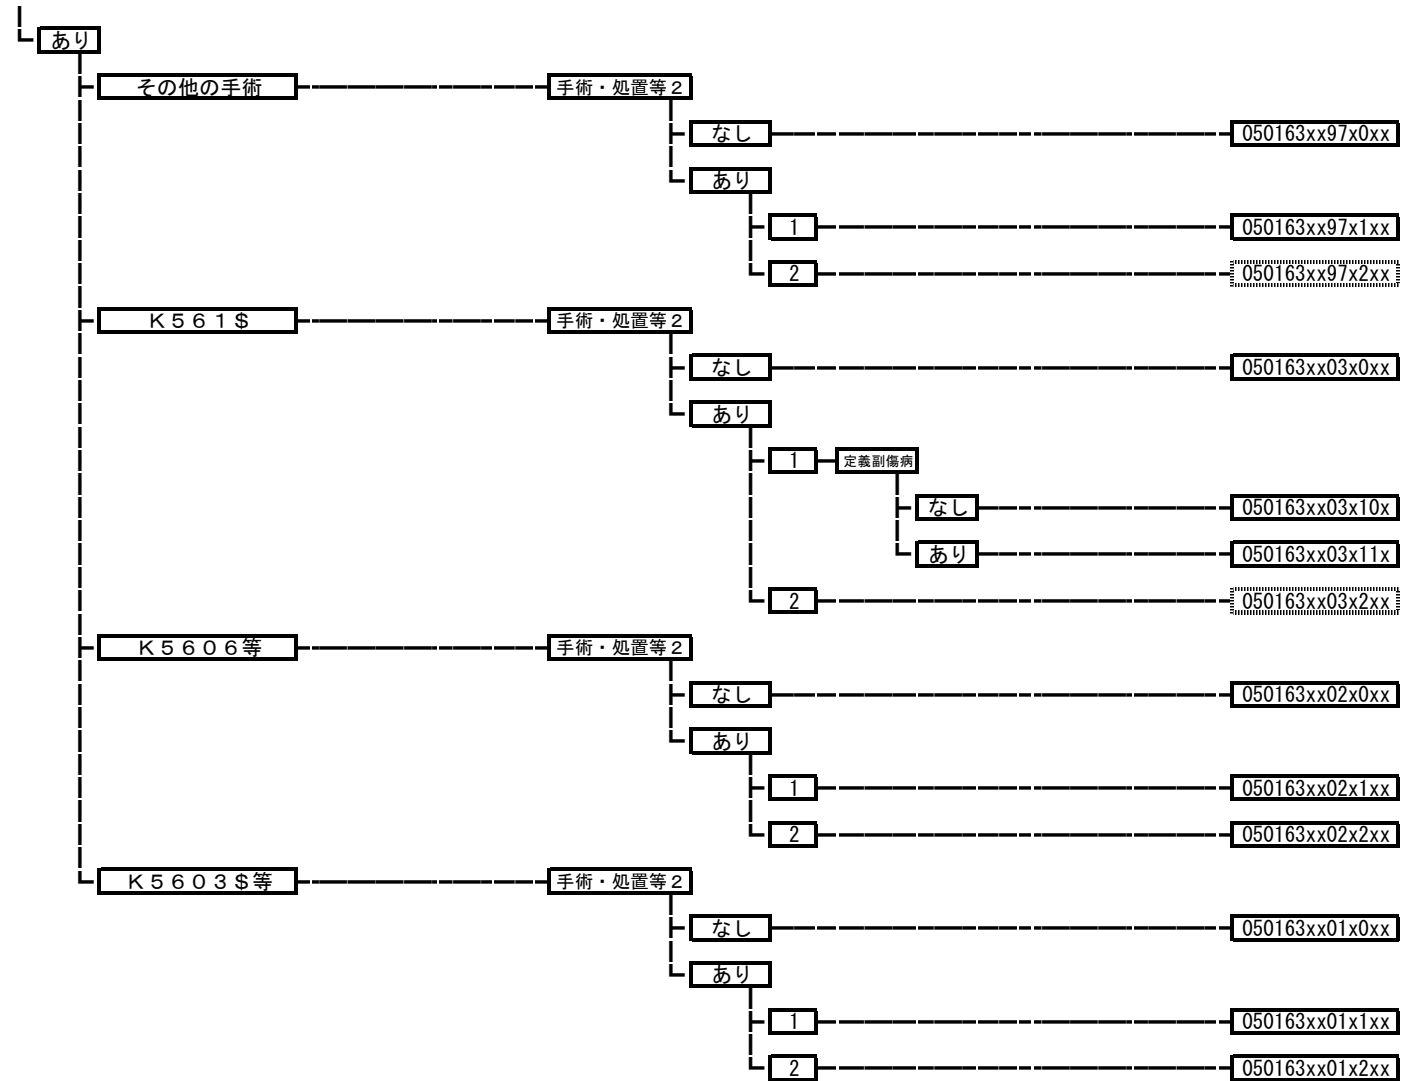 あり
その他の手術 手術・処置等２
なし 050163xx97x0xx
あり
1 050163xx97x1xx
2 050163xx97x2xx
Ｋ５６１＄ 手術・処置等２
なし 050163xx03x0xx
あり
1 定義副傷病
なし 050163xx03x10x
あり 050163xx03x11x
2 050163xx03x2xx
Ｋ５６０６等 手術・処置等２
なし 050163xx02x0xx
あり
1 050163xx02x1xx
2 050163xx02x2xx
Ｋ５６０３＄等 手術・処置等２
なし 050163xx01x0xx
あり
1 050163xx01x1xx
2 050163xx01x2xx